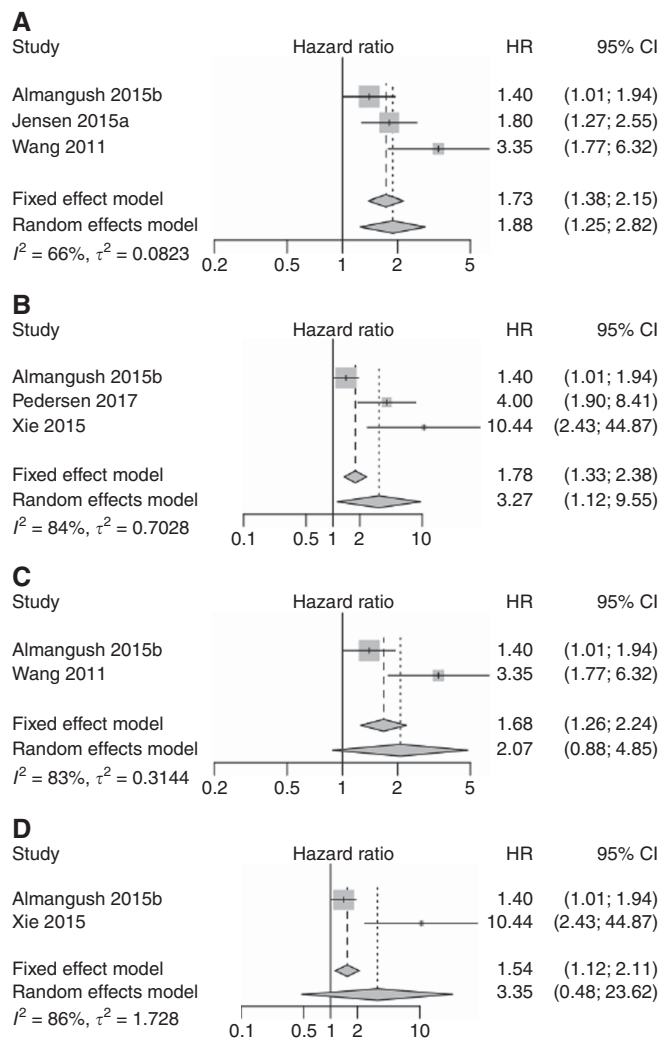 A
Study Hazard ratio HR 95% CI
Almangush 2015b 1.40 (1.01; 1.94)
Jensen 2015a 1.80 (1.27; 2.55)
Wang 2011 3.35 (1.77; 6.32)
Fixed effect model 1.73 (1.38; 2.15)
Random effects model 1.88 (1.25; 2.82)
I² = 66%, τ² = 0.0823
0.2 0.5 1 2 5
B
Study Hazard ratio HR 95% CI
Almangush 2015b 1.40 (1.01; 1.94)
Pedersen 2017 4.00 (1.90; 8.41)
Xie 2015 10.44 (2.43; 44.87)
Fixed effect model 1.78 (1.33; 2.38)
Random effects model 3.27 (1.12; 9.55)
I² = 84%, τ² = 0.7028
0.1 0.5 1 2 10
C
Study Hazard ratio HR 95% CI
Almangush 2015b 1.40 (1.01; 1.94)
Wang 2011 3.35 (1.77; 6.32)
Fixed effect model 1.68 (1.26; 2.24)
Random effects model 2.07 (0.88; 4.85)
I² = 83%, τ² = 0.3144
0.2 0.5 1 2 5
D
Study Hazard ratio HR 95% CI
Almangush 2015b 1.40 (1.01; 1.94)
Xie 2015 10.44 (2.43; 44.87)
Fixed effect model 1.54 (1.12; 2.11)
Random effects model 3.35 (0.48; 23.62)
I² = 86%, τ² = 1.728
0.1 0.5 1 2 10